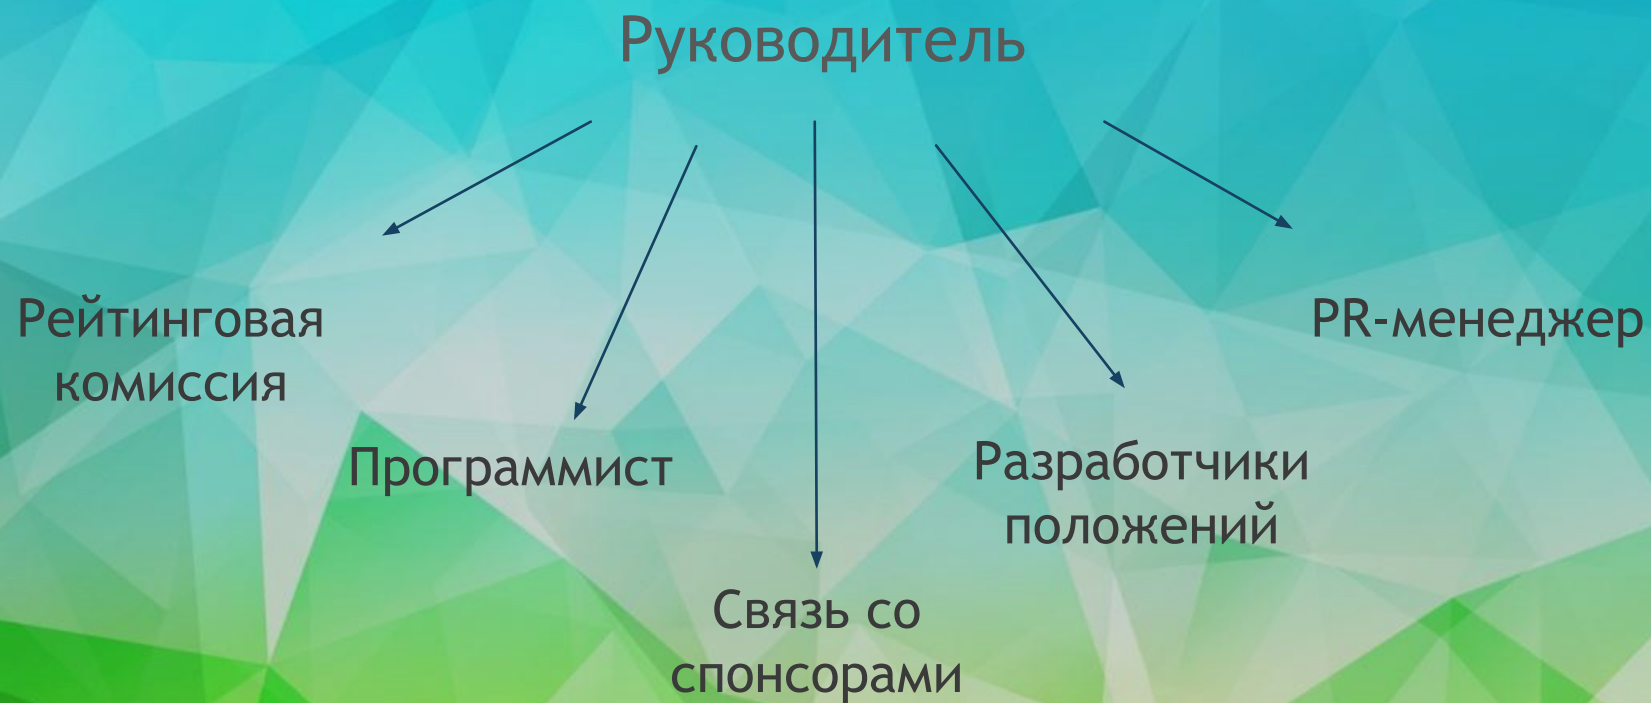 Руководитель
Рейтинговая
комиссия
Программист
Связь со
спонсорами
Разработчики
положений
PR-менеджер